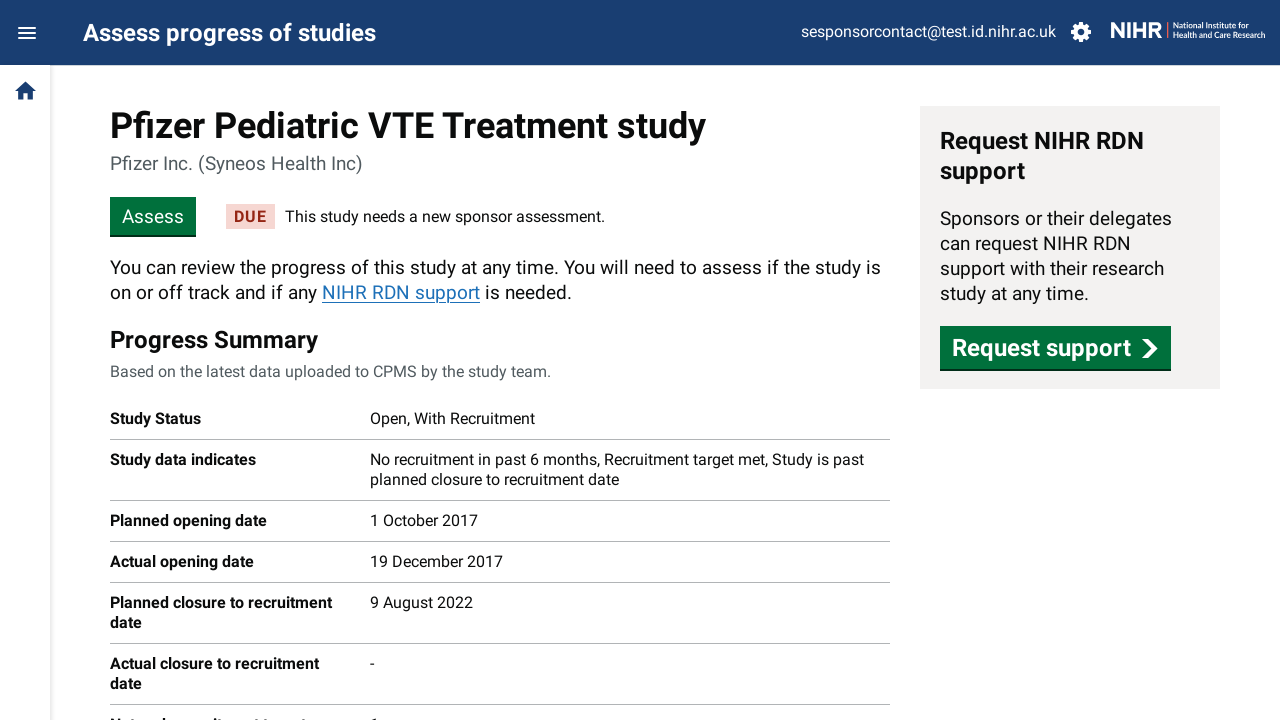 Assess progress of studies
sesponsorcontact@test.id.nihr.ac.uk
NIHR
National Institute for
Health and Care Research
Pfizer Pediatric VTE Treatment study
Pfizer Inc. (Syneos Health Inc)
Assess
DUE
This study needs a new sponsor assessment.
You can review the progress of this study at any time. You will need to assess if the study is
on or off track and if any NIHR RDN support is needed.
Progress Summary
Based on the latest data uploaded to CPMS by the study team.
Study Status
Open, With Recruitment
Study data indicates
No recruitment in past 6 months, Recruitment target met, Study is past
planned closure to recruitment date
Planned opening date
1 October 2017
Actual opening date
19 December 2017
Planned closure to recruitment
date
9 August 2022
Actual closure to recruitment
date
-
Request NIHR RDN
support
Sponsors or their delegates
can request NIHR RDN
support with their research
study at any time.
Request support